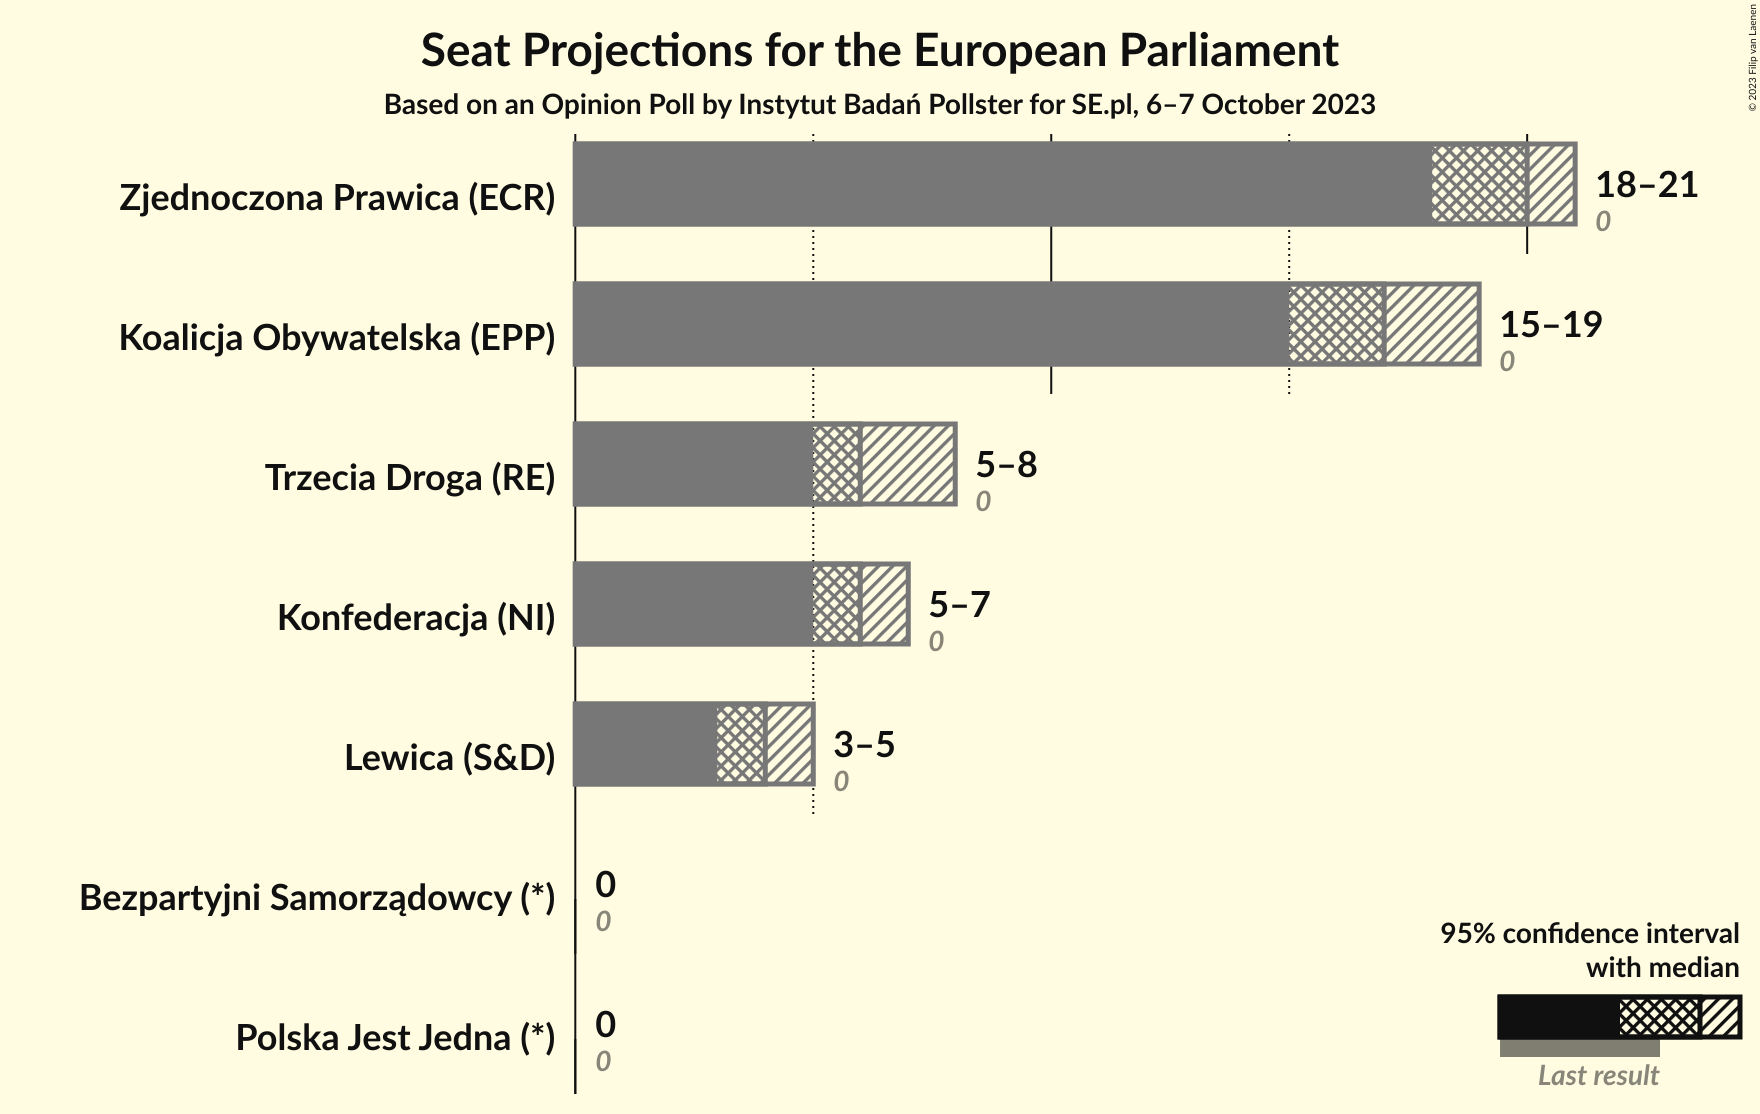 Seat Projections for the European Parliament
Based on an Opinion Poll by Instytut Badań Pollster for SE.pl, 6–7 October 2023
© 2023 Filip van Laenen
Zjednoczona Prawica (ECR)
18–21
0
Koalicja Obywatelska (EPP)
15–19
0
Trzecia Droga (RE)
5–8
0
Konfederacja (NI)
5–7
0
Lewica (S&D)
3–5
0
Bezpartyjni Samorządowcy (*)
0
0
Polska Jest Jedna (*)
0
0
95% confidence interval
with median
Last result